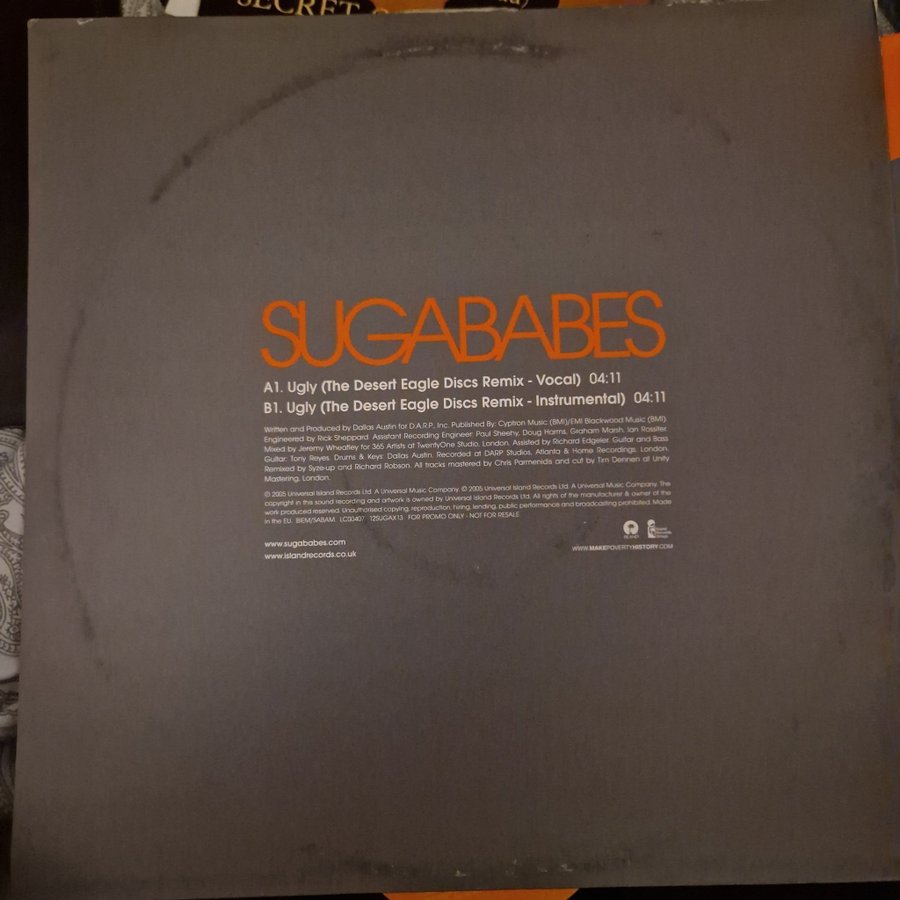 SECRET
SUGABABES
A1. Ugly (The Desert Eagle Discs Remix - Vocal) 04:11
B1. Ugly (The Desert Eagle Discs Remix - Instrumental) 04:11
Written and Produced by Dallas Austin for D.A.R.P., Inc. Published By: Cyptron Music (BMI)/EMI Blackwood Music (BMI).
Engineered by Rick Sheppard. Assistant Recording Engineer: Paul Sheehy, Doug Harms, Graham Marsh, Ian Rossiter.
Mixed by Jeremy Wheatley for 365 Artists at TwentyOne Studio, London. Assisted by Richard Edgeler. Guitar and Bass
Guitar: Tony Reyes. Drums & Keys: Dallas Austin. Recorded at DARP Studios, Atlanta & Home Recordings, London.
Remixed by Syze-up and Richard Robson. All tracks mastered by Chris Parmenidis and cut by Tim Dennen at Unity
Mastering, London.
℗ 2005 Universal Island Records Ltd. A Universal Music Company. © 2005 Universal Island Records Ltd. A Universal Music Company. The
copyright in this sound recording and artwork is owned by Universal Island Records Ltd. All rights of the manufacturer & owner of the
work produced reserved. Unauthorised copying, reproduction, hiring, lending, public performance and broadcasting prohibited. Made
in the EU. BIEM/SABAM. LC00407 12SUGAX13 FOR PROMO ONLY - NOT FOR RESALE
www.sugababes.com
www.islandrecords.co.uk
ISLAND
WWW.MAKEPOVERTYHISTORY.COM